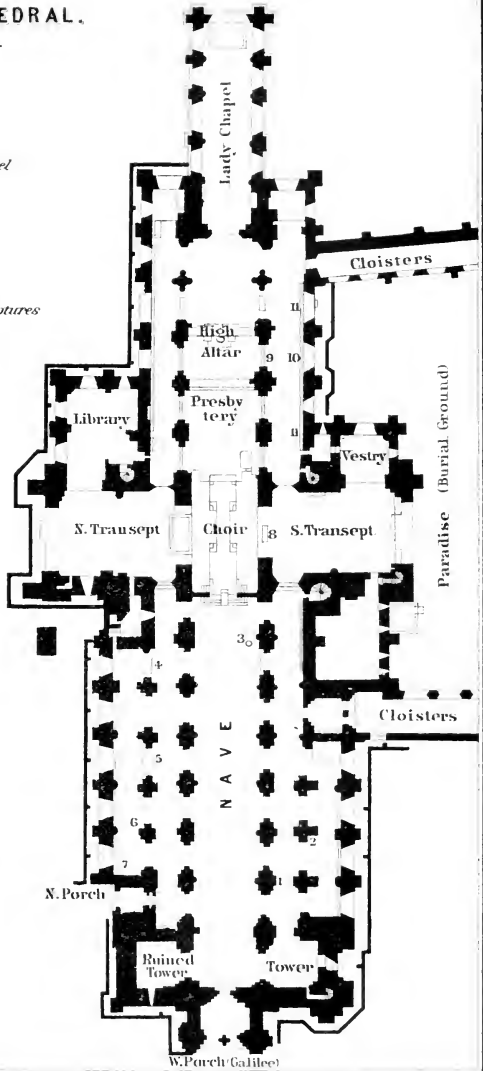 EDRAL.
el
ptures
Lady Chapel
Cloisters
11
High
Altar
9
10
Presby
tery
Library
11
Vestry
Paradise (Burial Ground)
N. Transept
Choir
8
S. Transept
3
4
Cloisters
NAVE
5
6
2
7
1
N. Porch
Ruined
Tower
Tower
W. Porch (Galilee)